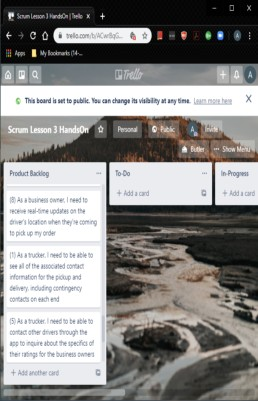 Scrum Lesson 3 HandsOn | Trello
trello.com/b/ACwrBqG...
Apps My Bookmarks (14-...
Trello
A
This board is set to public. You can change its visibility at any time. Learn more here X
Scrum Lesson 3 HandsOn Personal Public A Invite
Butler ... Show Menu
Product Backlog ...
(8) As a business owner, I need to
receive real-time updates on the
driver's location when they're coming
to pick up my order
(1) As a trucker, I need to be able to
see all of the associated contact
information for the pickup and
delivery, including contingency
contacts on each end
(5) As a trucker, I need to be able to
contact other drivers through the
app to inquire about the specifics of
their ratings for the business owners
+ Add another card
To-Do ...
+ Add a card
In-Progress
+ Add a card